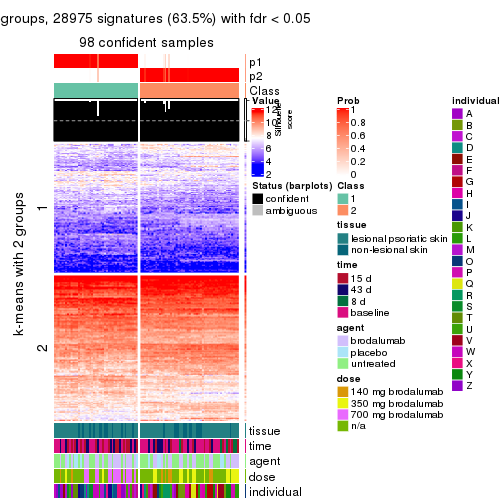 groups, 28975 signatures (63.5%) with fdr < 0.05
98 confident samples
p1
p2
Class
Silhouette
score
k-means with 2 groups
1
2
tissue
time
agent
dose
individual
Value
12
10
8
6
4
2
Status (barplots)
confident
ambiguous
Prob
1
0.8
0.6
0.4
0.2
0
Class
1
2
tissue
lesional psoriatic skin
non-lesional skin
time
15 d
43 d
8 d
baseline
agent
brodalumab
placebo
untreated
dose
140 mg brodalumab
350 mg brodalumab
700 mg brodalumab
n/a
individual
A
B
C
D
E
F
G
H
I
J
K
L
M
O
P
Q
R
S
T
U
V
W
X
Y
Z